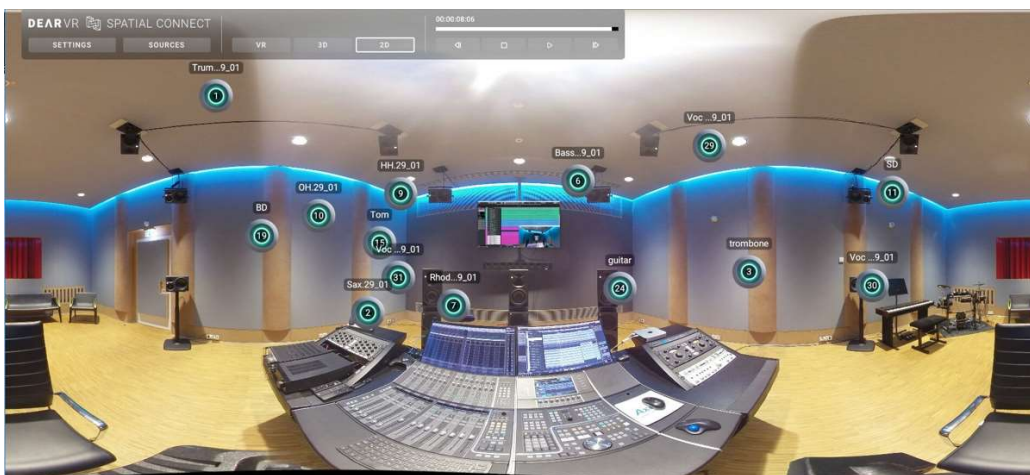 DEARVR SPATIAL CONNECT
00:00:08:06
SETTINGS SOURCES VR 3D 2D
Trum...9_01
1
Voc ...9_01
29
Bass...9_01
6
HH.29_01
9
SD
11
OH.29_01
10
BD
19
Tom
15
Voc ...9_01
31
trombone
3
Voc ...9_01
30
guitar
24
Rhod...9_01
7
Sax.29_01
2